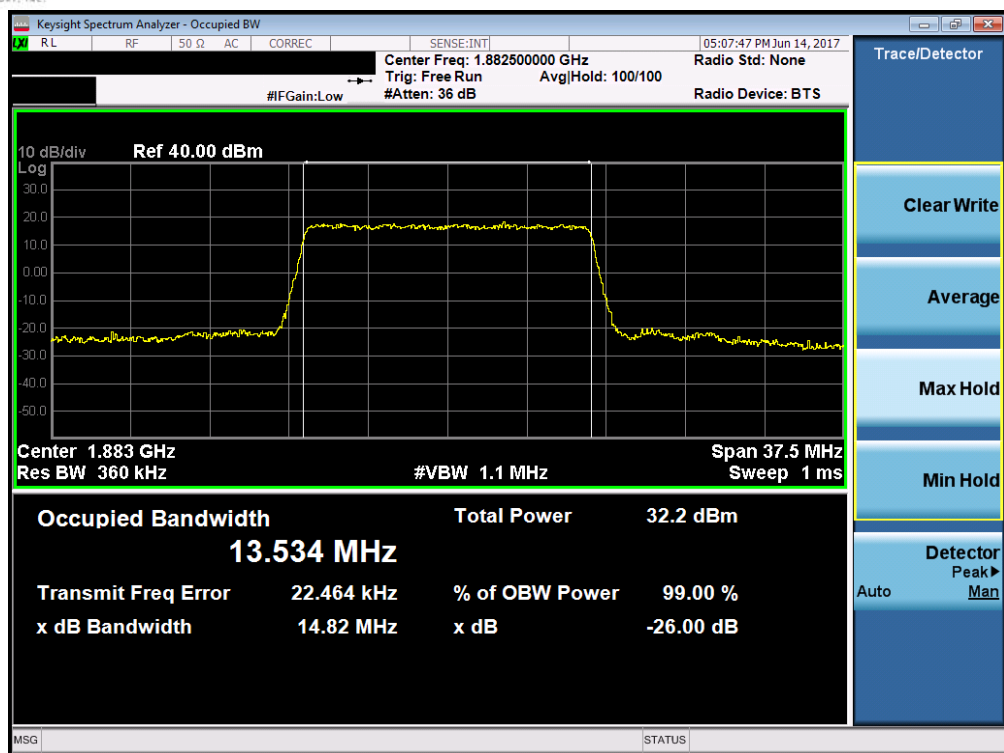 Keysight Spectrum Analyzer - Occupied BW
LXI RL RF 50 Ω AC CORREC SENSE:INT 05:07:47 PM Jun 14, 2017
Center Freq: 1.882500000 GHz Radio Std: None
Trig: Free Run Avg|Hold: 100/100
#IFGain:Low #Atten: 36 dB Radio Device: BTS
10 dB/div Ref 40.00 dBm
Log
30.0
20.0
10.0
0.00
-10.0
-20.0
-30.0
-40.0
-50.0
Center 1.883 GHz Span 37.5 MHz
Res BW 360 kHz #VBW 1.1 MHz Sweep 1 ms
Occupied Bandwidth Total Power 32.2 dBm
13.534 MHz
Transmit Freq Error 22.464 kHz % of OBW Power 99.00 %
x dB Bandwidth 14.82 MHz x dB -26.00 dB
MSG STATUS
Trace/Detector
Clear Write
Average
Max Hold
Min Hold
Detector
Peak▶
Auto Man